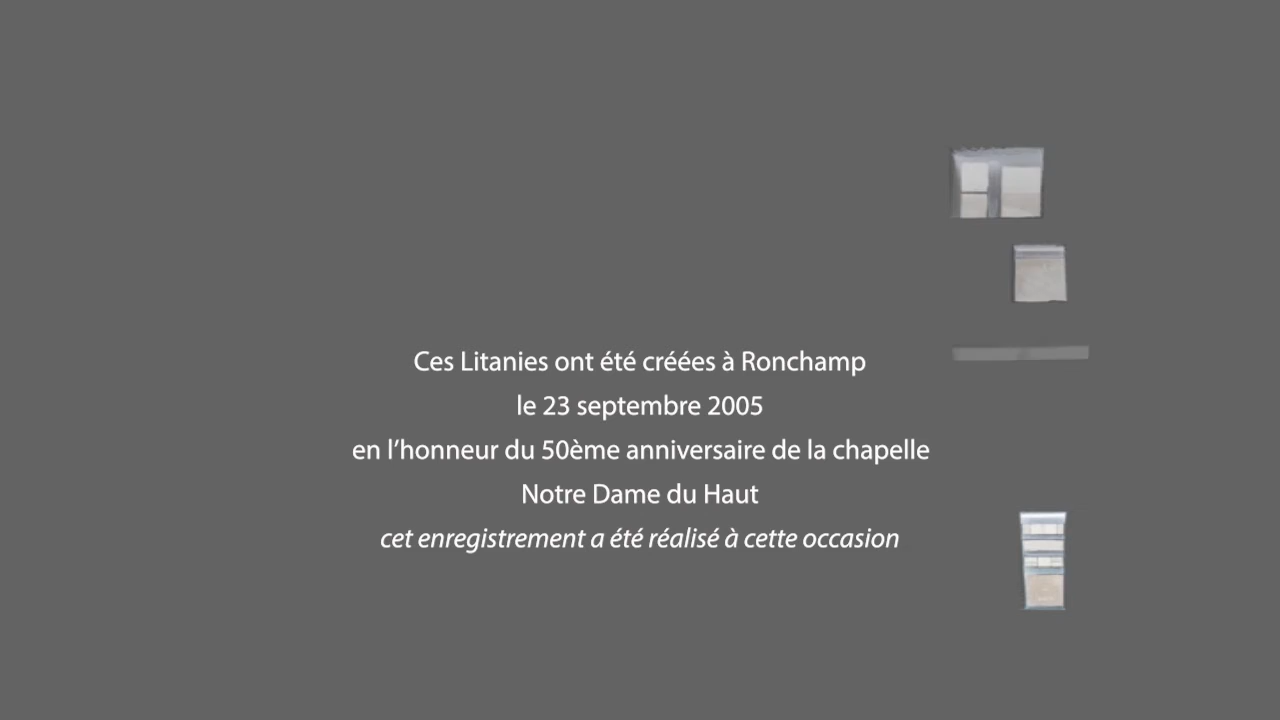 Ces Litanies ont été créées à Ronchamp
le 23 septembre 2005
en l’honneur du 50ème anniversaire de la chapelle
Notre Dame du Haut
cet enregistrement a été réalisé à cette occasion